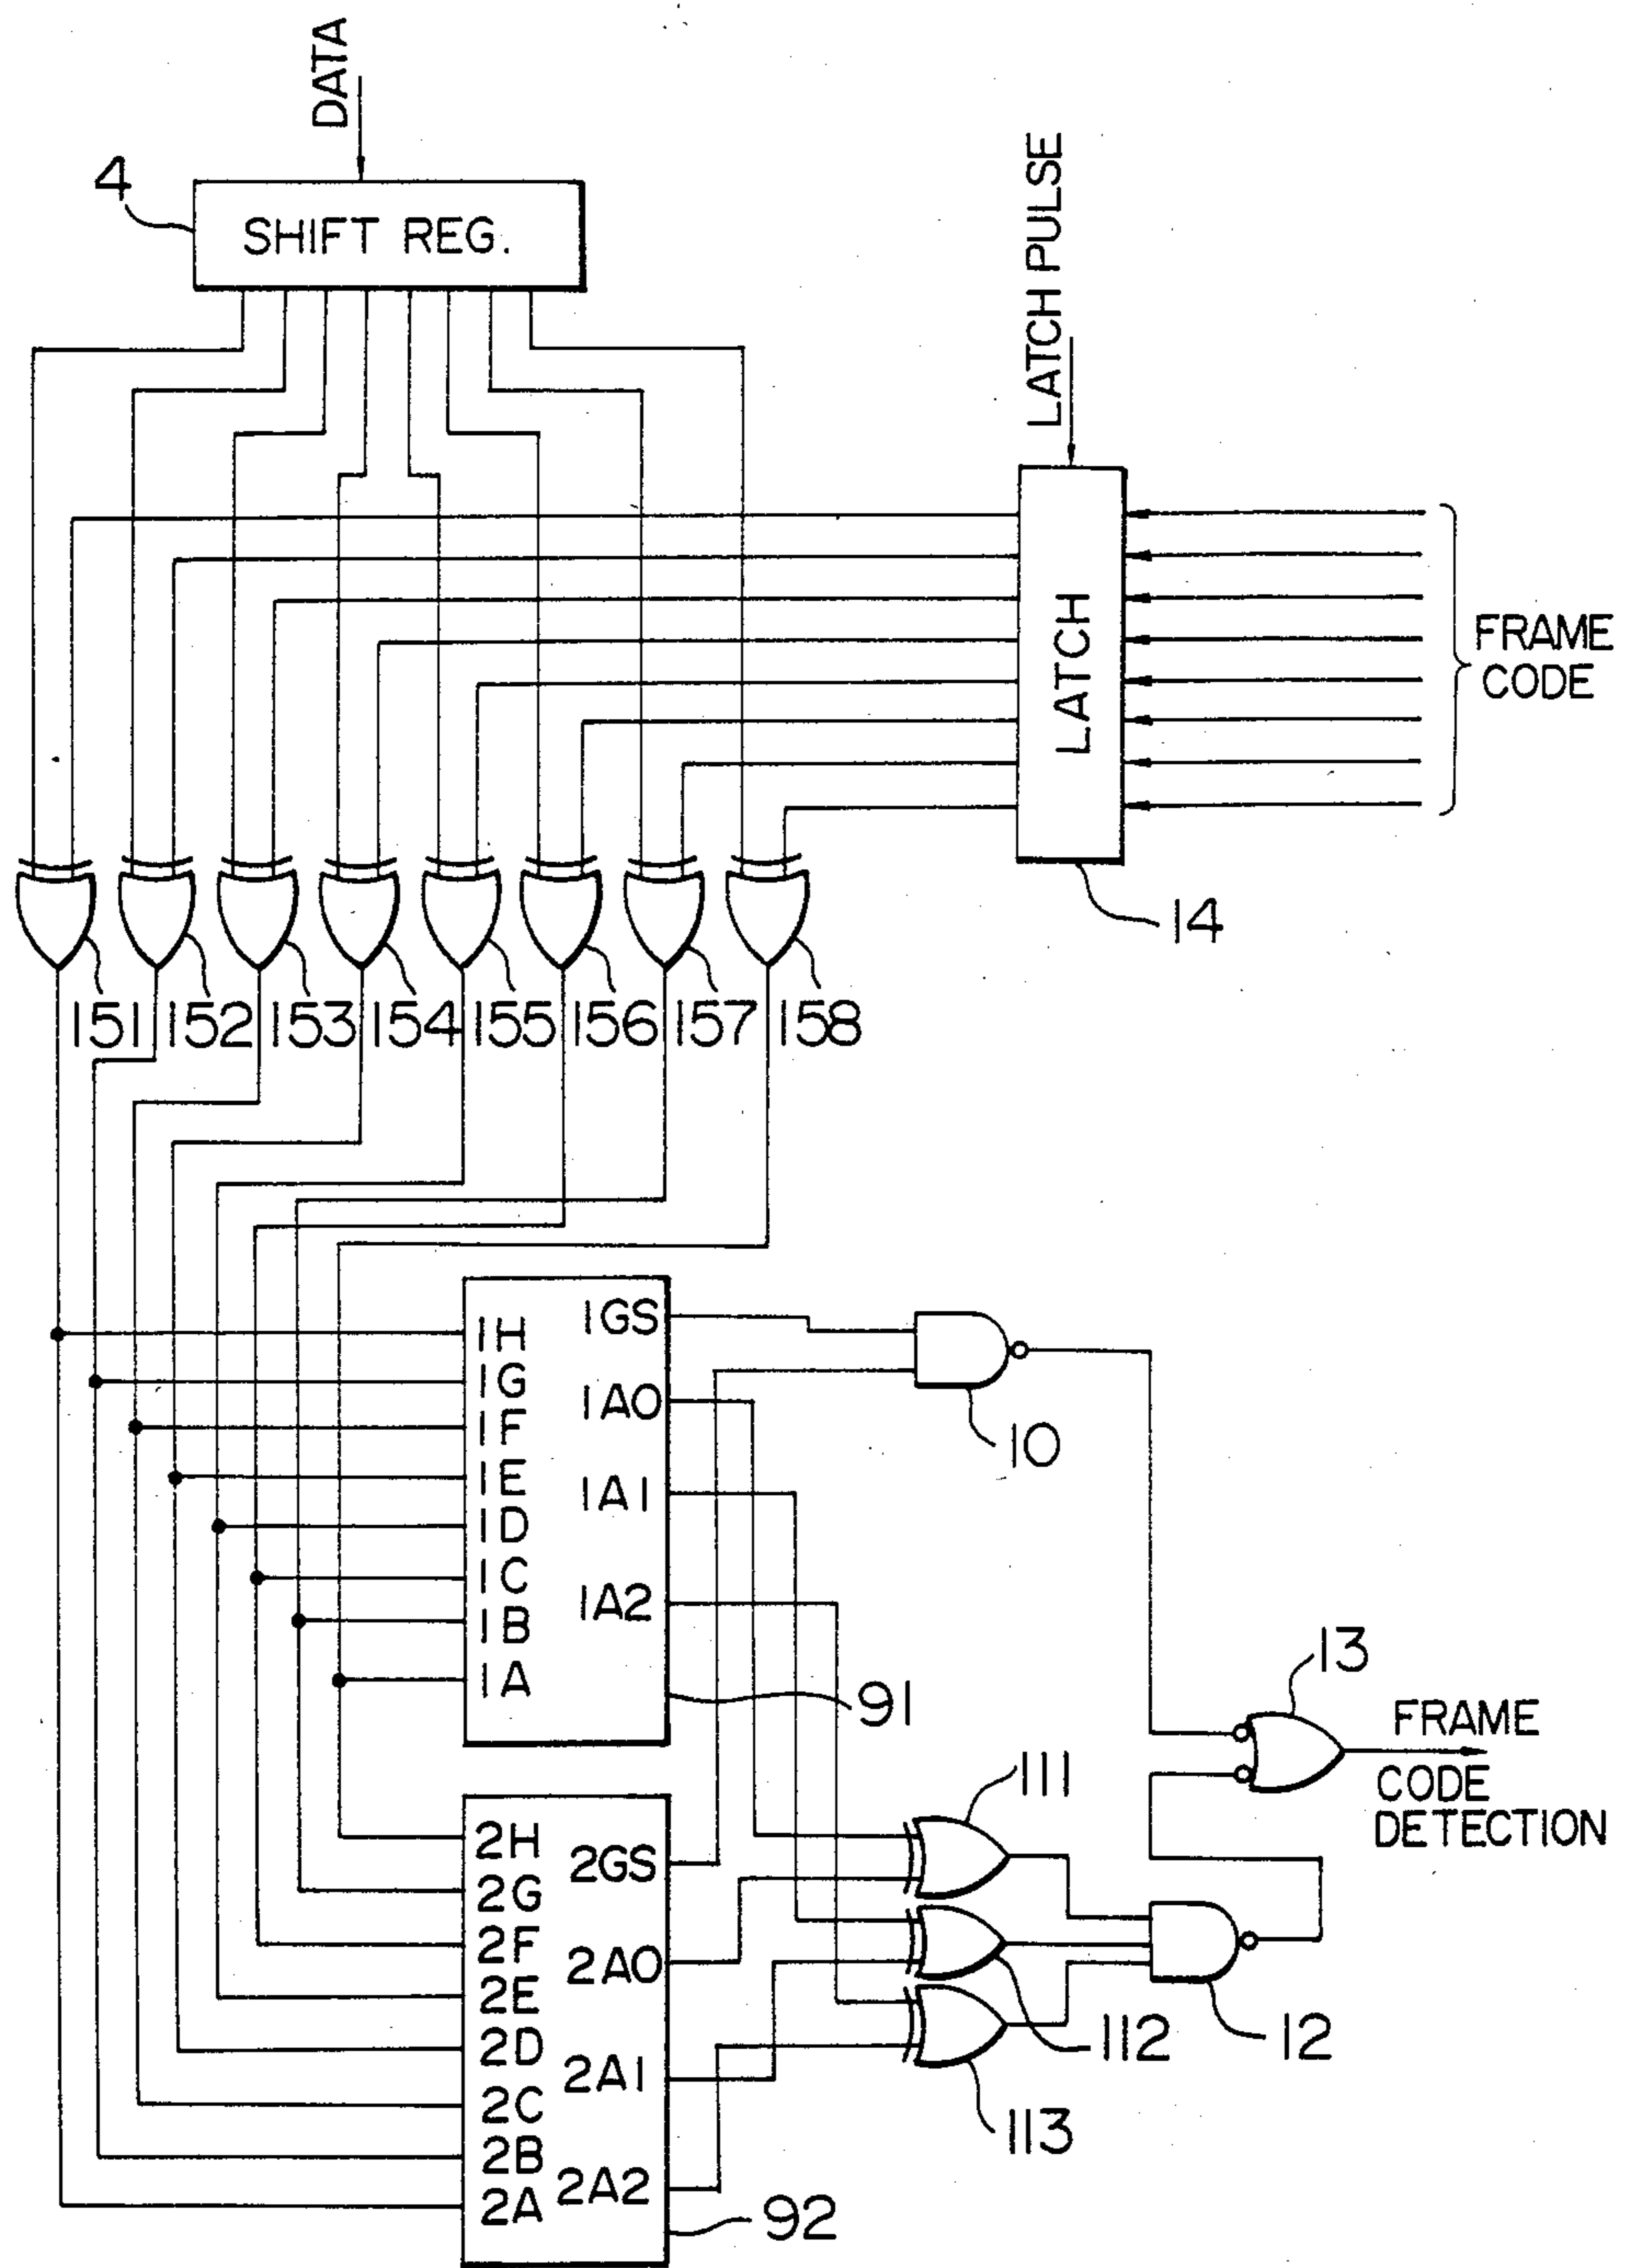 DATA
4
SHIFT REG.
LATCH PULSE
LATCH
FRAME
CODE
14
151 152 153 154 155 156 157 158
1H
1G
1F
1E
1D
1C
1B
1A
1GS
1A0
1A1
1A2
91
10
13
FRAME
CODE
DETECTION
2H
2G
2F
2E
2D
2C
2B
2A
2GS
2A0
2A1
2A2
92
111
112
113
12